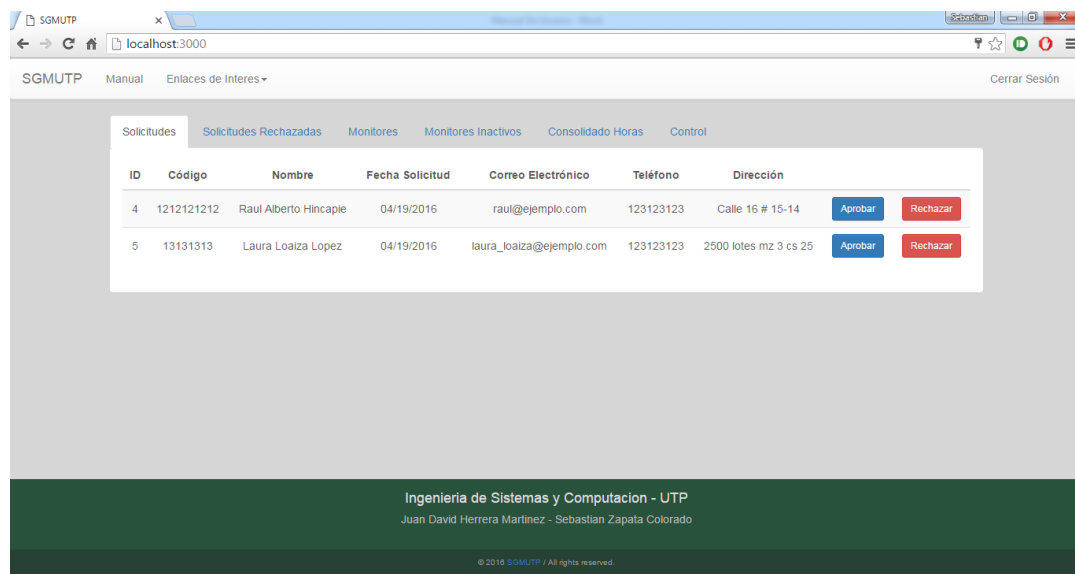 SGMUTP
Sebastian
localhost:3000
SGMUTP Manual Enlaces de Interes Cerrar Sesión
Solicitudes Solicitudes Rechazadas Monitores Monitores Inactivos Consolidado Horas Control
ID Código Nombre Fecha Solicitud Correo Electrónico Teléfono Dirección
4 1212121212 Raul Alberto Hincapie 04/19/2016 raul@ejemplo.com 123123123 Calle 16 # 15-14 Aprobar Rechazar
5 13131313 Laura Loaiza Lopez 04/19/2016 laura_loaiza@ejemplo.com 123123123 2500 lotes mz 3 cs 25 Aprobar Rechazar
Ingenieria de Sistemas y Computacion - UTP
Juan David Herrera Martinez - Sebastian Zapata Colorado
© 2016 SGMUTP / All rights reserved.